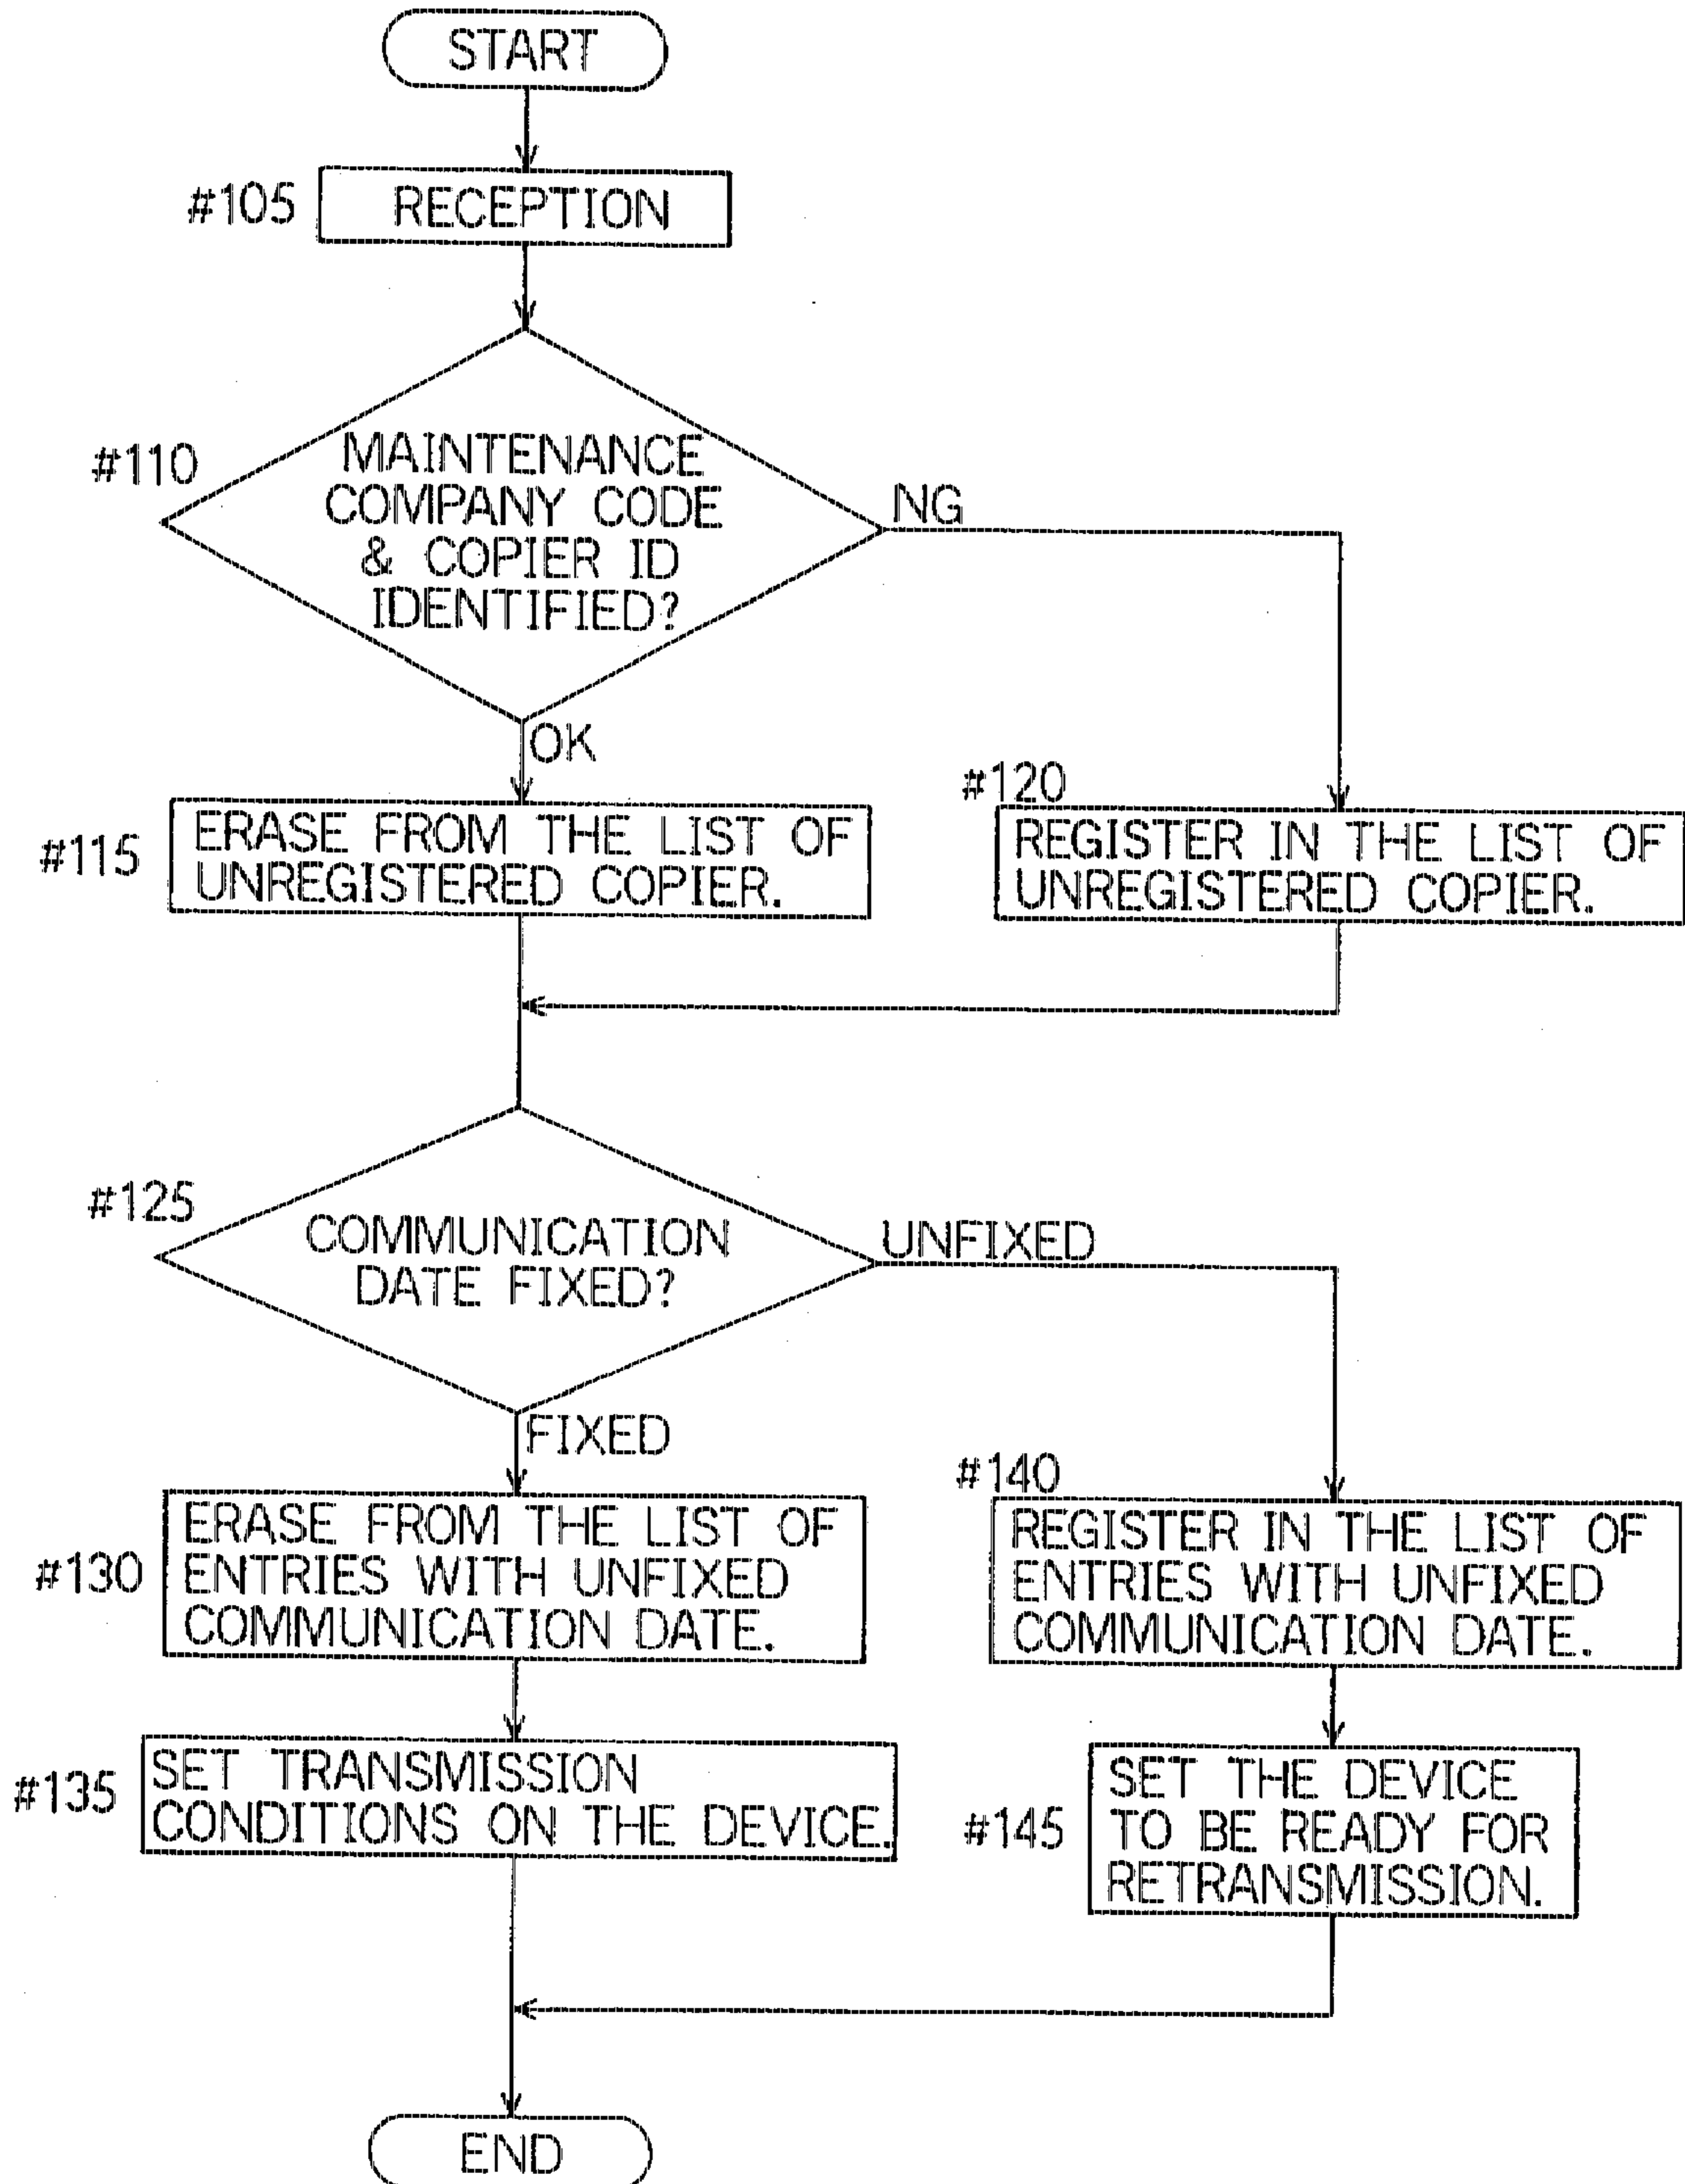 START
#105
RECEPTION
#110
MAINTENANCE
COMPANY CODE
& COPIER ID
IDENTIFIED?
NG
OK
#115
ERASE FROM THE LIST OF
UNREGISTERED COPIER.
#120
REGISTER IN THE LIST OF
UNREGISTERED COPIER.
#125
COMMUNICATION
DATE FIXED?
UNFIXED
FIXED
#130
ERASE FROM THE LIST OF
ENTRIES WITH UNFIXED
COMMUNICATION DATE.
#140
REGISTER IN THE LIST OF
ENTRIES WITH UNFIXED
COMMUNICATION DATE.
#135
SET TRANSMISSION
CONDITIONS ON THE DEVICE.
#145
SET THE DEVICE
TO BE READY FOR
RETRANSMISSION.
END